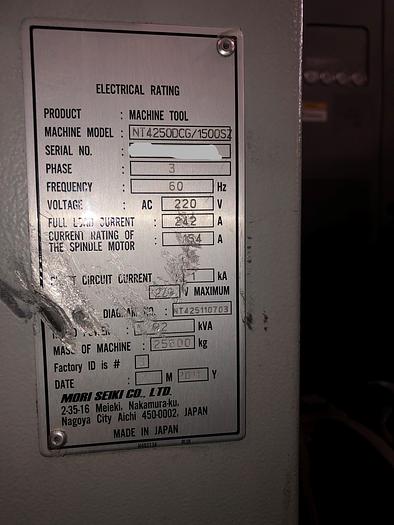 ELECTRICAL RATING
PRODUCT : MACHINE TOOL
MACHINE MODEL : NT4250DCG/1500SZ
SERIAL NO. :
PHASE : 3
FREQUENCY : 60 Hz
VOLTAGE : AC 220 V
FULL LOAD CURRENT : 242 A
CURRENT RATING OF : 164 A
THE SPINDLE MOTOR
CIRCUIT CURRENT kA
V MAXIMUM
DIAGRAM NO. : NT425110703
POWER : 92 kVA
MASS OF MACHINE : 25000 kg
Factory ID is #
DATE : M Y
MORI SEIKI CO., LTD.
2-35-16 Meieki, Nakamura-ku,
Nagoya City Aichi 450-0002, JAPAN
MADE IN JAPAN